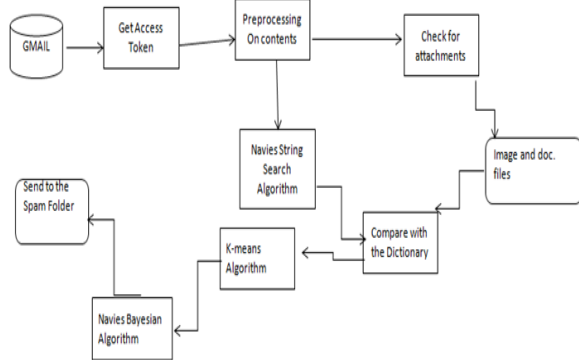 GMAIL
Get Access
Token
Preprocessing
On contents
Check for
attachments
Navies String
Search
Algorithm
Image and doc.
files
Send to the
Spam Folder
K-means
Algorithm
Compare with
the Dictionary
Navies Bayesian
Algorithm